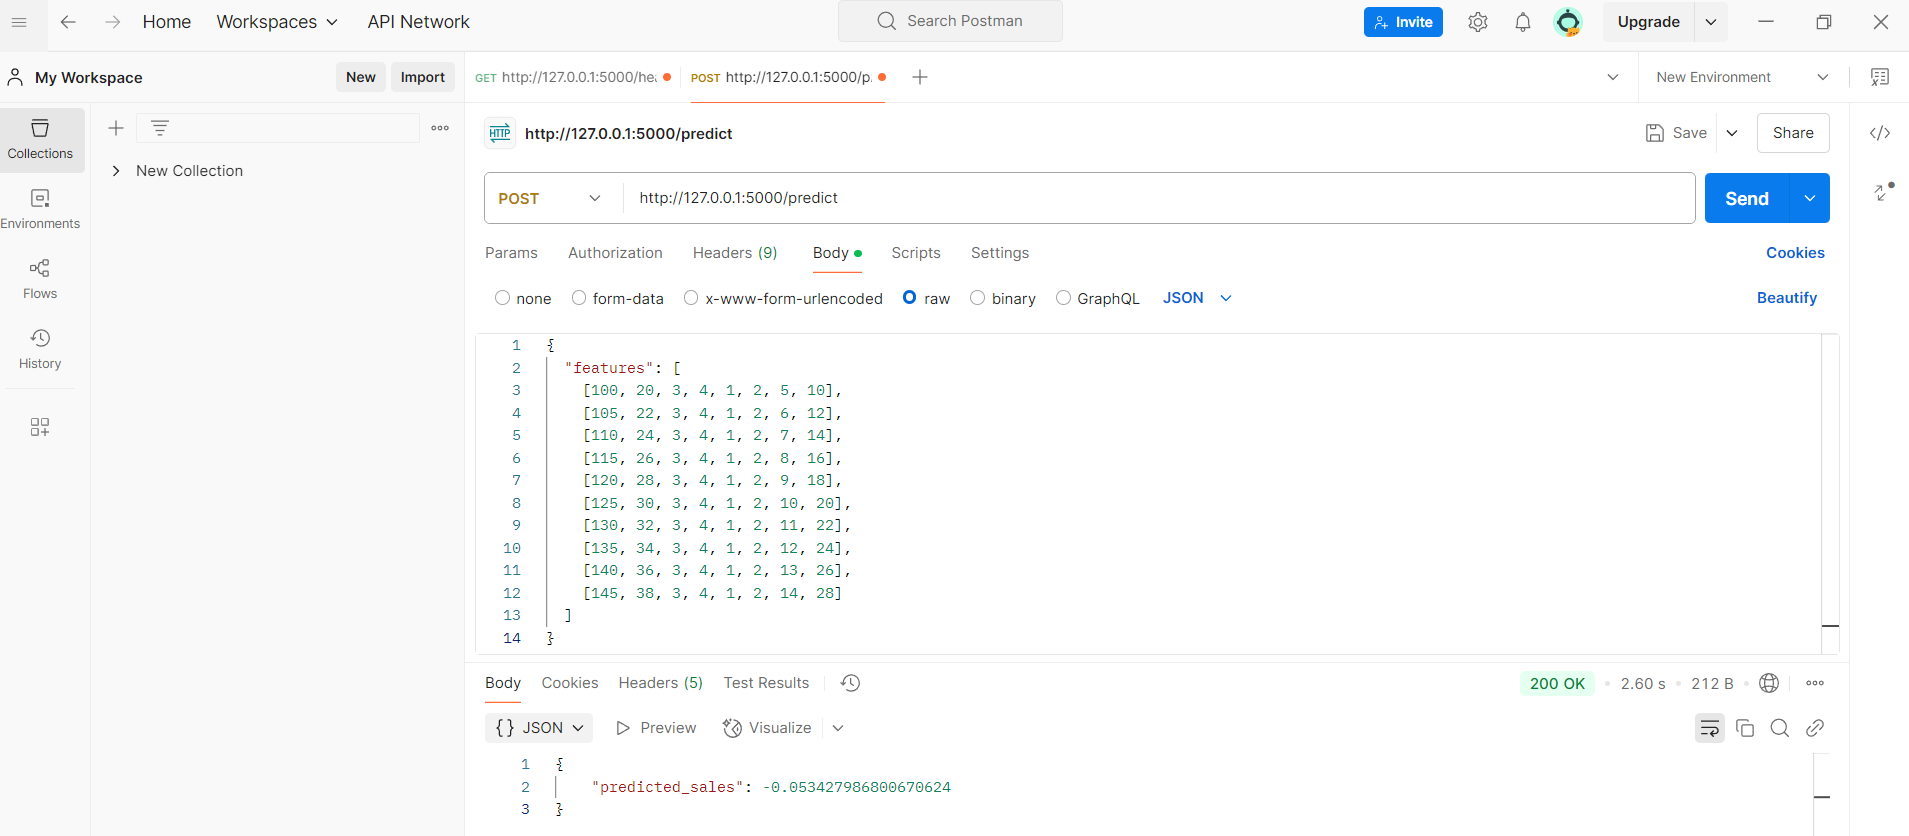 Home Workspaces API Network Search Postman Invite Upgrade
My Workspace New Import GET http://127.0.0.1:5000/hea POST http://127.0.0.1:5000/p. New Environment
Collections
New Collection
Environments
Flows
History
HTTP http://127.0.0.1:5000/predict Save Share
POST http://127.0.0.1:5000/predict Send
Params Authorization Headers (9) Body Scripts Settings Cookies
none form-data x-www-form-urlencoded raw binary GraphQL JSON Beautify
1 {
2 "features": [
3 [100, 20, 3, 4, 1, 2, 5, 10],
4 [105, 22, 3, 4, 1, 2, 6, 12],
5 [110, 24, 3, 4, 1, 2, 7, 14],
6 [115, 26, 3, 4, 1, 2, 8, 16],
7 [120, 28, 3, 4, 1, 2, 9, 18],
8 [125, 30, 3, 4, 1, 2, 10, 20],
9 [130, 32, 3, 4, 1, 2, 11, 22],
10 [135, 34, 3, 4, 1, 2, 12, 24],
11 [140, 36, 3, 4, 1, 2, 13, 26],
12 [145, 38, 3, 4, 1, 2, 14, 28]
13 ]
14 }
Body Cookies Headers (5) Test Results 200 OK 2.60 s 212 B
{} JSON Preview Visualize
1 {
2 "predicted_sales": -0.053427986800670624
3 }